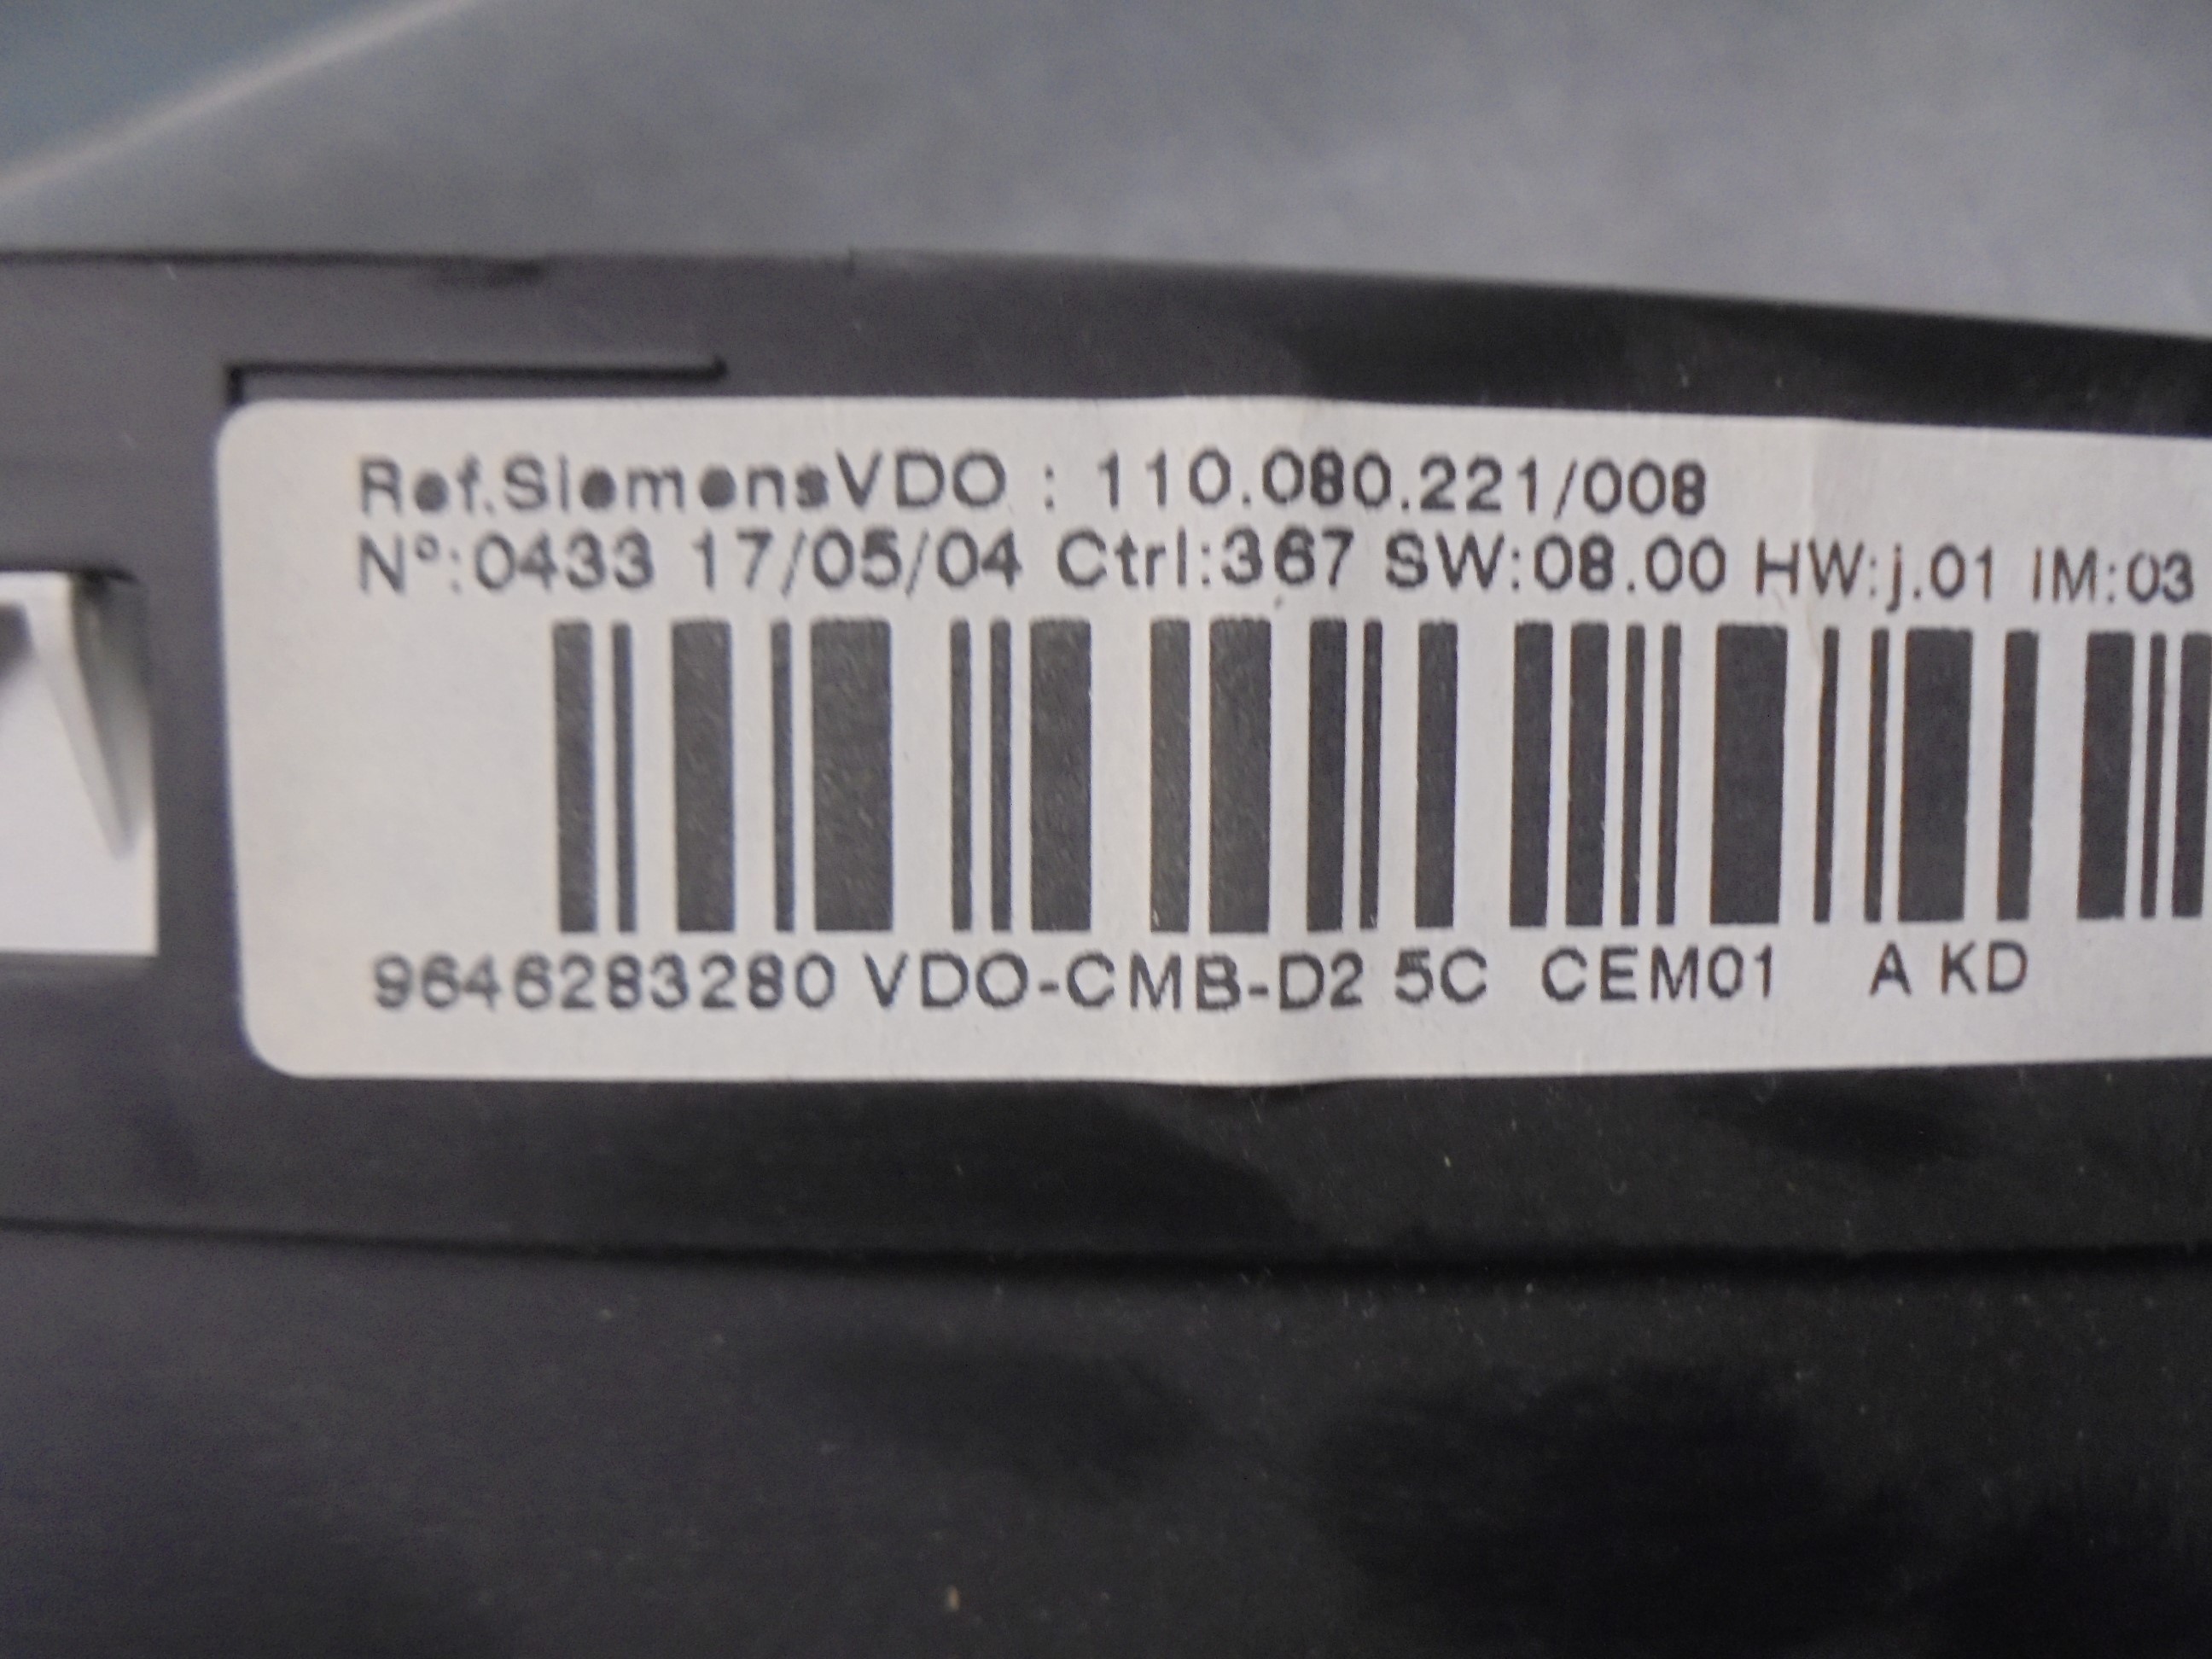 Ref.SiemensVDO : 110.080.221/008
N°:0433 17/05/04 Ctrl:367 SW:08.00 HW:j.01 IM:03
9646283280 VDO-CMB-D2 5C CEM01 A KD